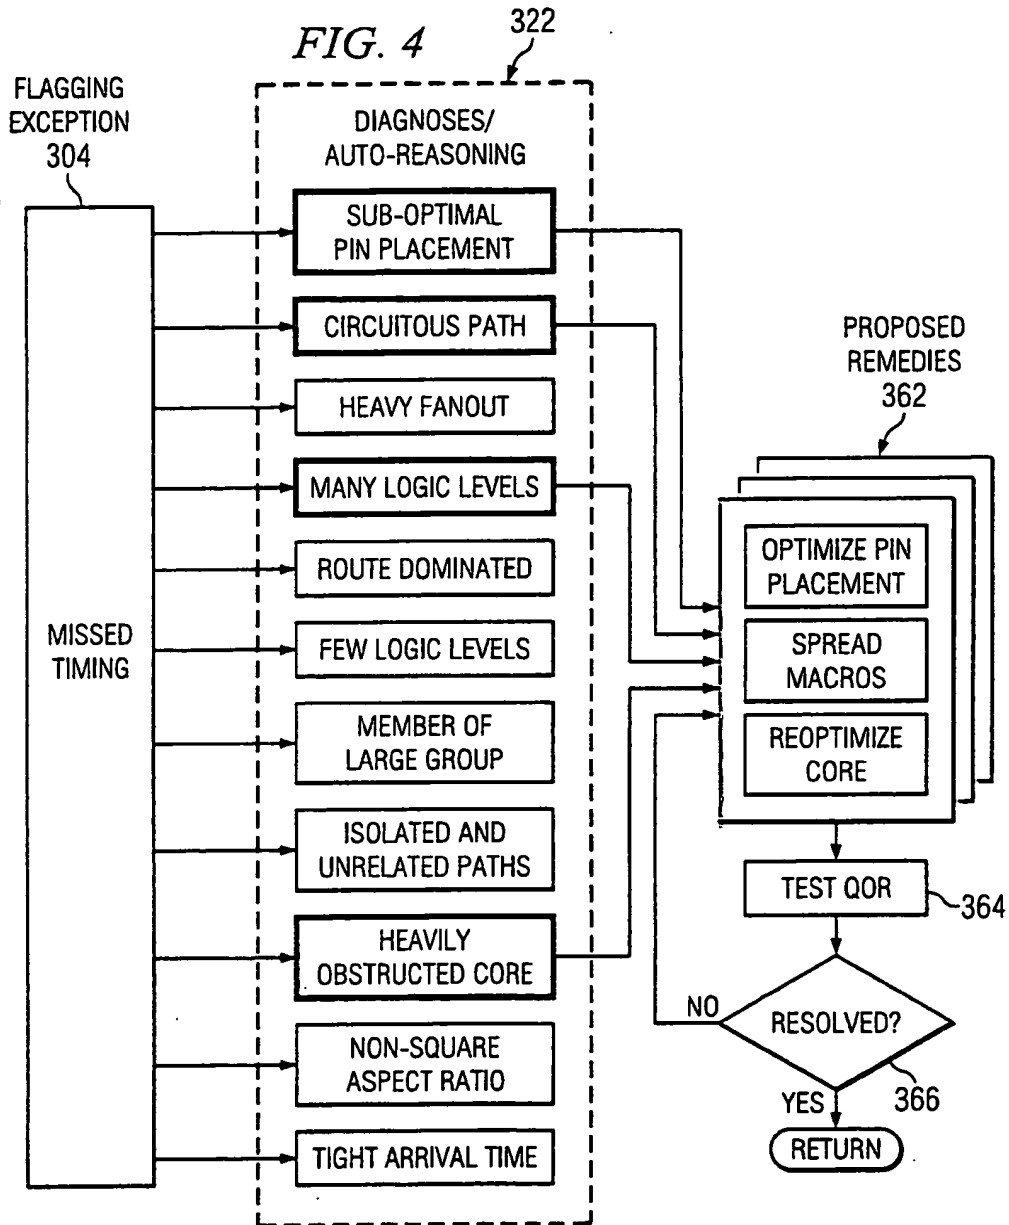 FIG. 4
322
FLAGGING
EXCEPTION
304
DIAGNOSES/
AUTO-REASONING
SUB-OPTIMAL
PIN PLACEMENT
CIRCUITOUS PATH
HEAVY FANOUT
MANY LOGIC LEVELS
ROUTE DOMINATED
FEW LOGIC LEVELS
MEMBER OF
LARGE GROUP
ISOLATED AND
UNRELATED PATHS
HEAVILY
OBSTRUCTED CORE
NON-SQUARE
ASPECT RATIO
TIGHT ARRIVAL TIME
MISSED
TIMING
PROPOSED
REMEDIES
362
OPTIMIZE PIN
PLACEMENT
SPREAD
MACROS
REOPTIMIZE
CORE
TEST QOR
364
RESOLVED?
NO
366
YES
RETURN